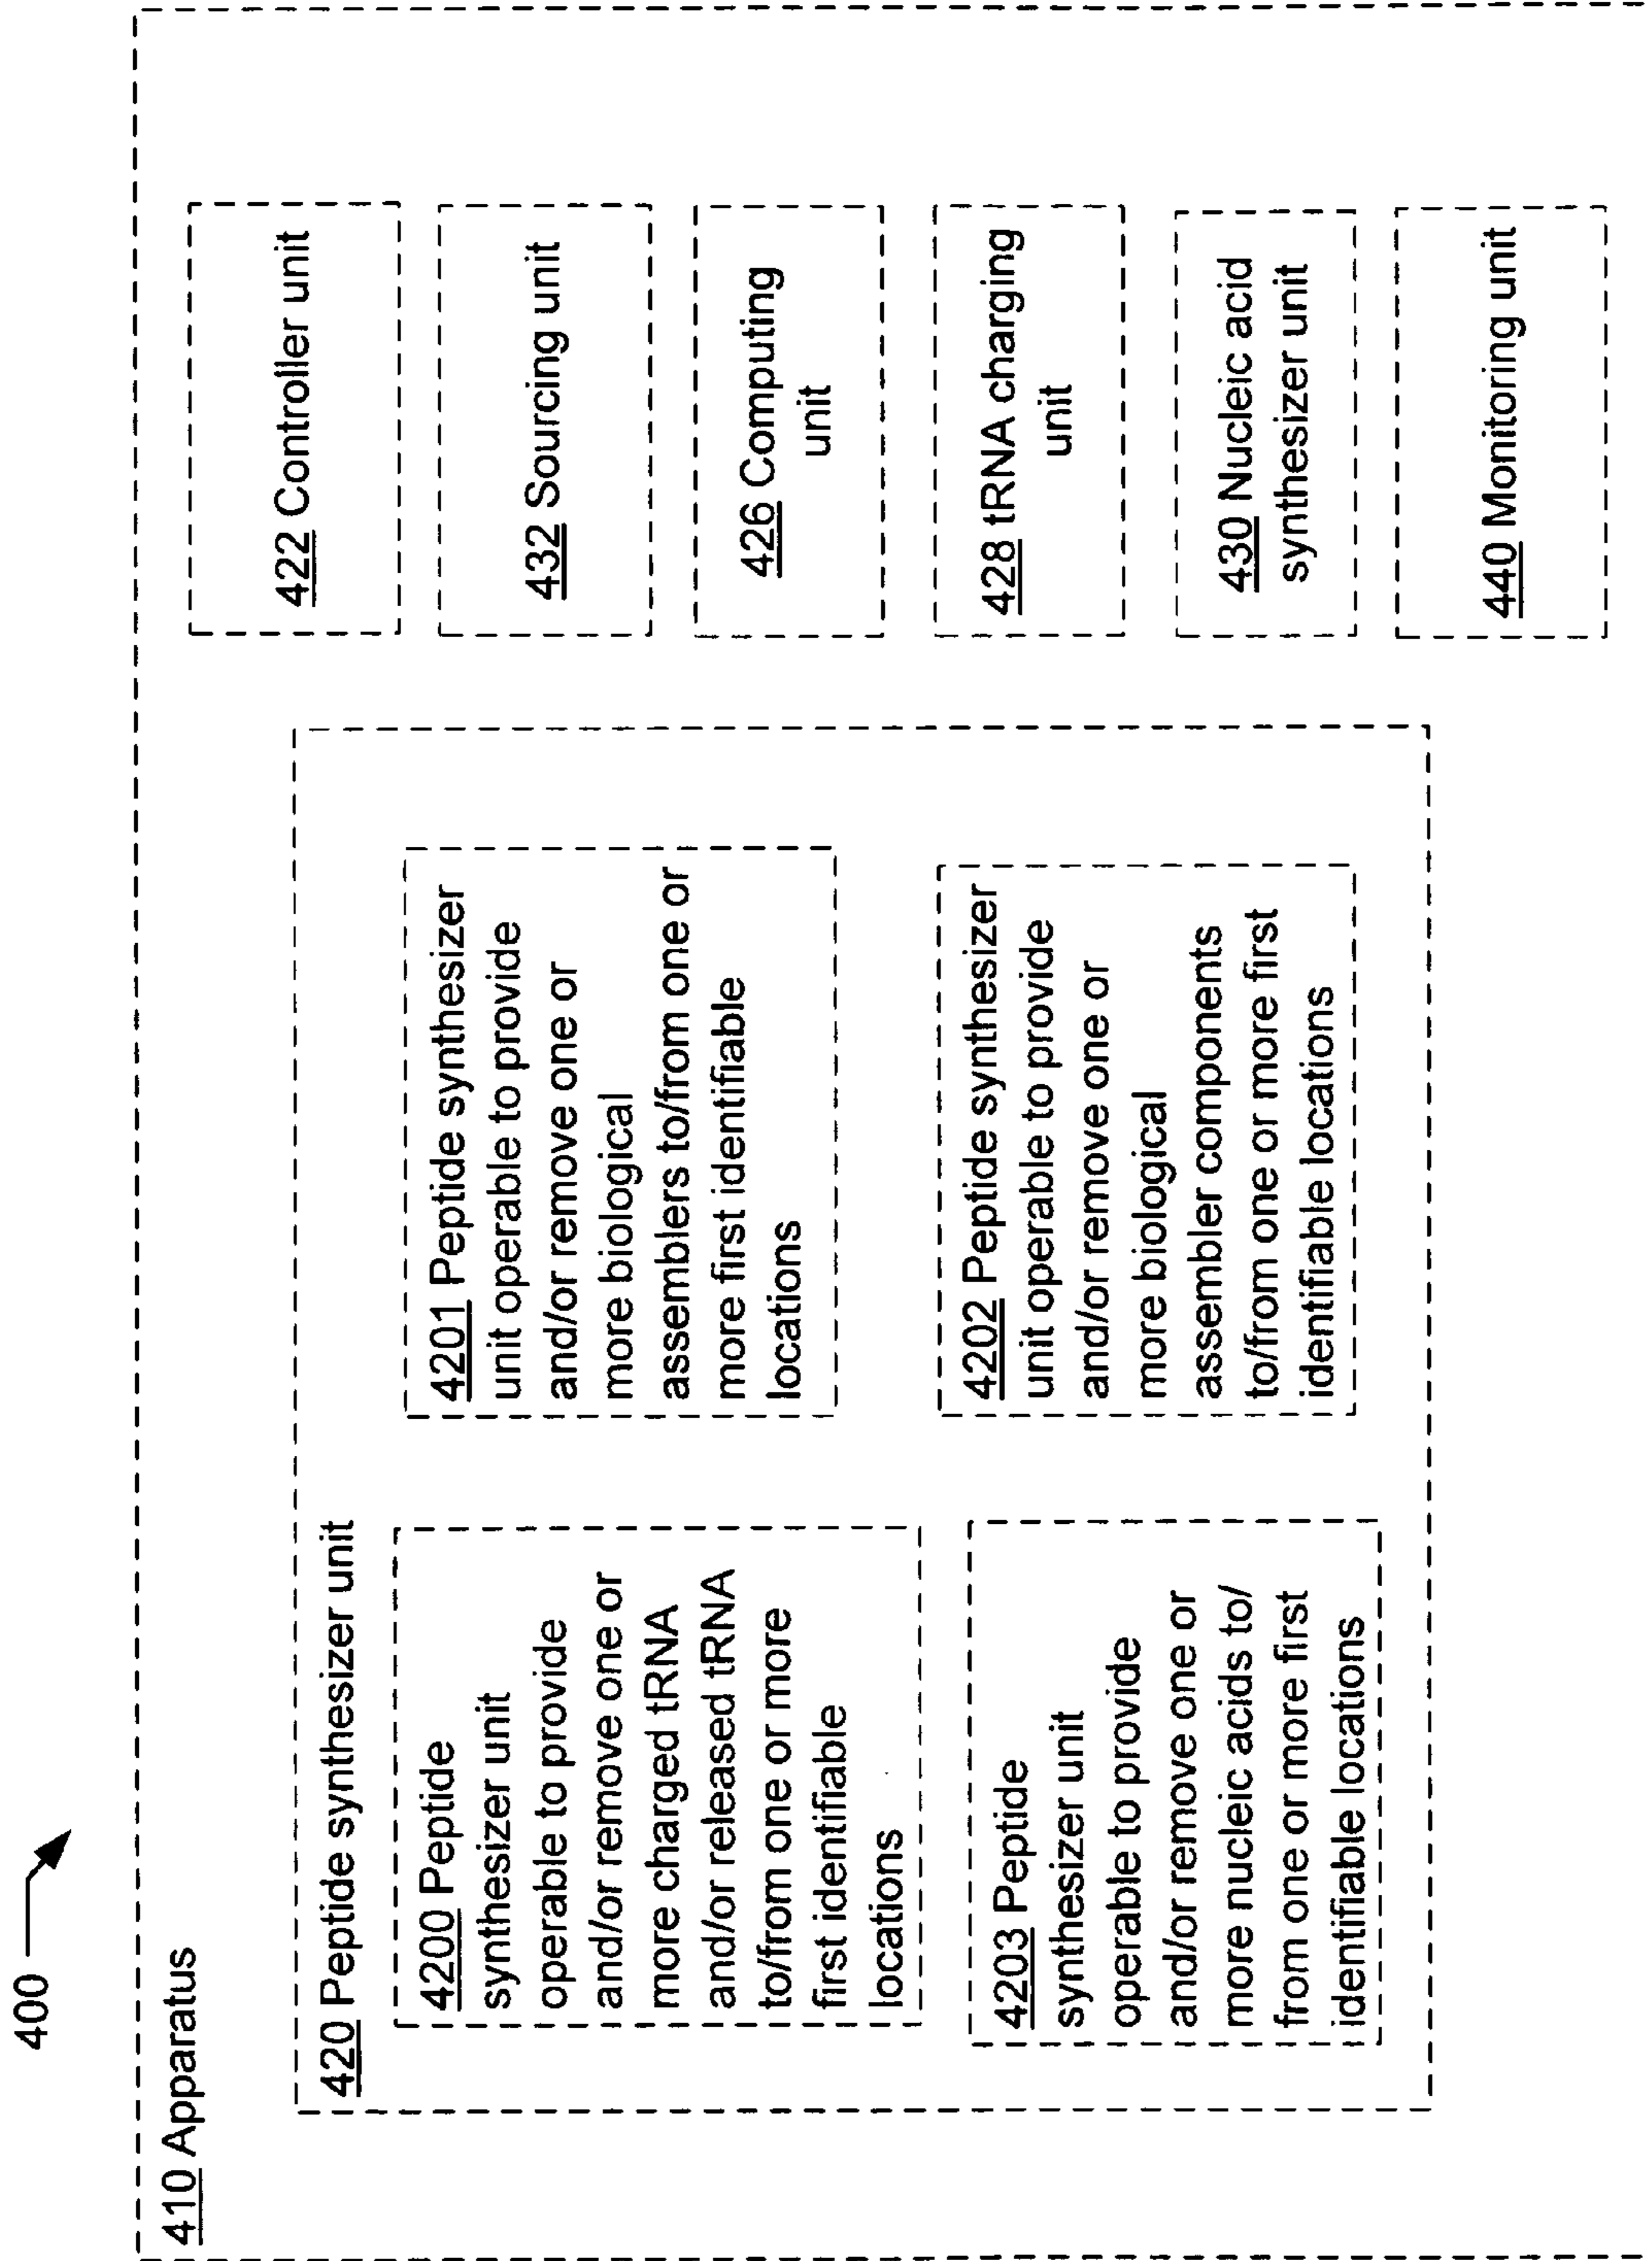 400
410 Apparatus
420 Peptide synthesizer unit
4200 Peptide
synthesizer unit
operable to provide
and/or remove one or
more charged tRNA
and/or released tRNA
to/from one or more
first identifiable
locations
4201 Peptide synthesizer
unit operable to provide
and/or remove one or
more biological
assemblers to/from one or
more first identifiable
locations
4203 Peptide
synthesizer unit
operable to provide
and/or remove one or
more nucleic acids to/
from one or more first
identifiable locations
4202 Peptide synthesizer
unit operable to provide
and/or remove one or
more biological
assembler components
to/from one or more first
identifiable locations
422 Controller unit
432 Sourcing unit
426 Computing
unit
428 tRNA charging
unit
430 Nucleic acid
synthesizer unit
440 Monitoring unit